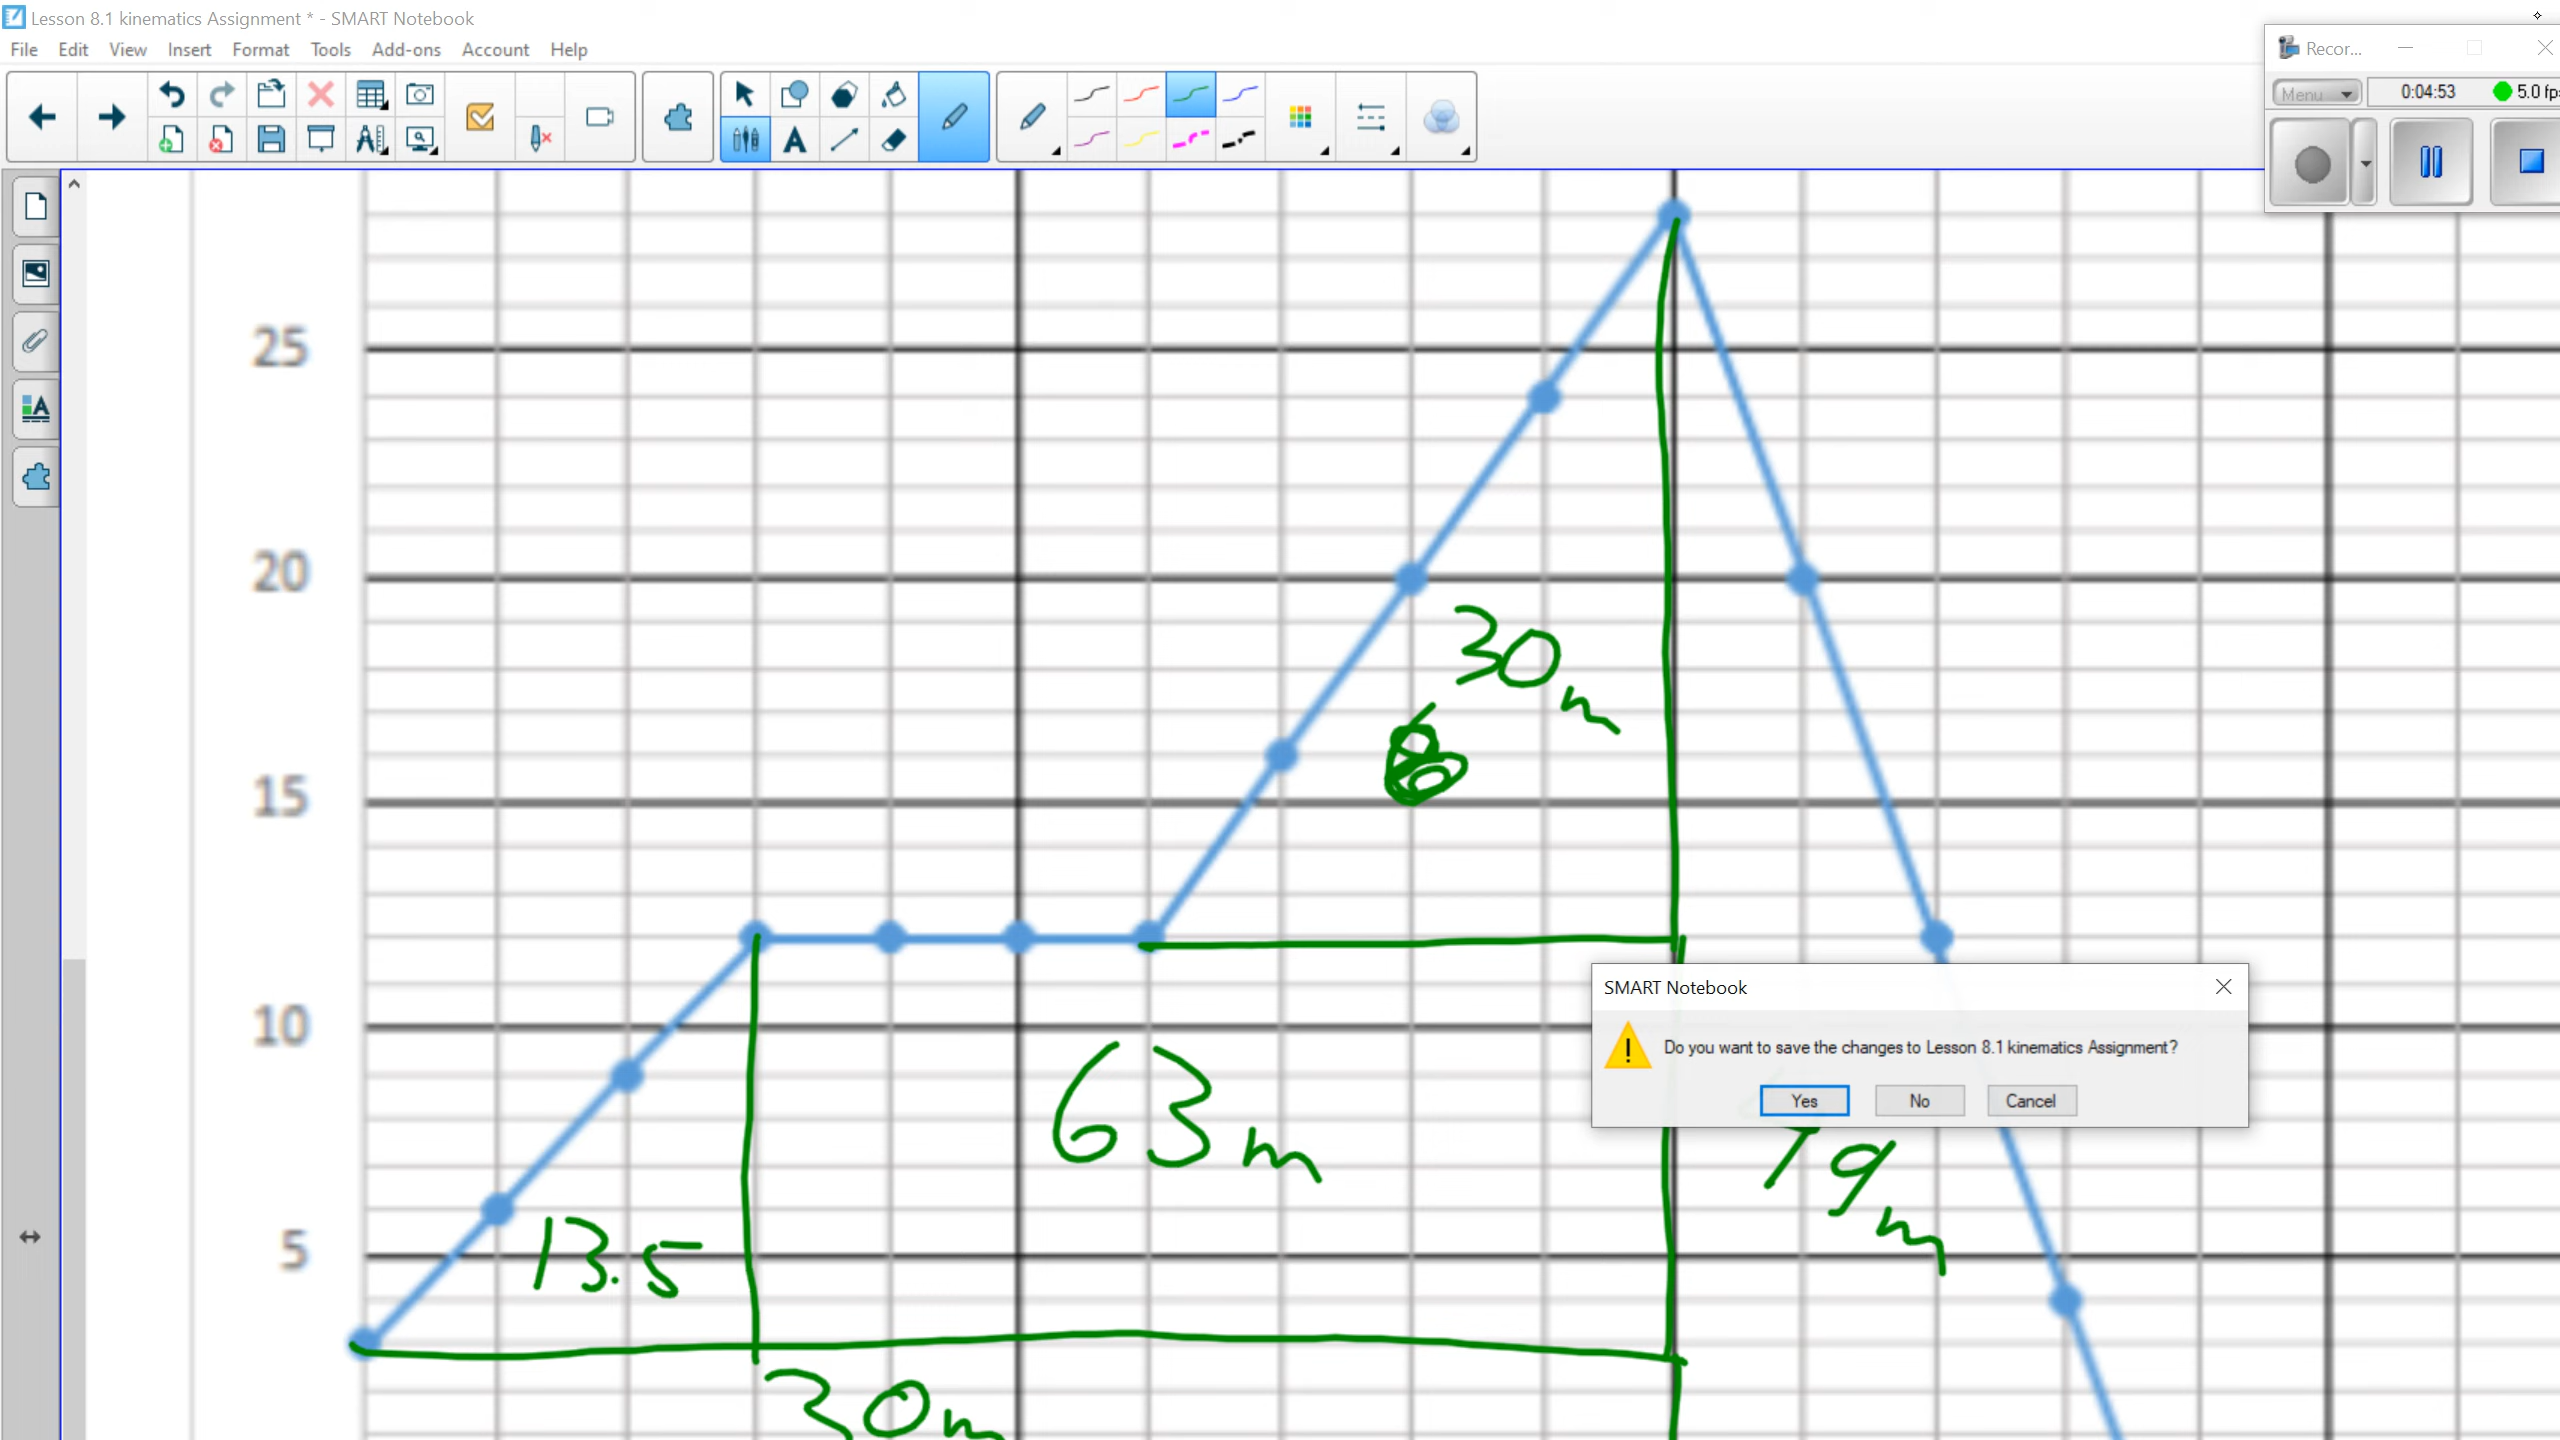 Lesson 8.1 kinematics Assignment * - SMART Notebook
File Edit View Insert Format Tools Add-ons Account Help
Recor...
Menu 0:04:53 5.0 fp
25
20
15
10
5
30m
63m
13.5
30m
79m
SMART Notebook
Do you want to save the changes to Lesson 8.1 kinematics Assignment?
Yes No Cancel